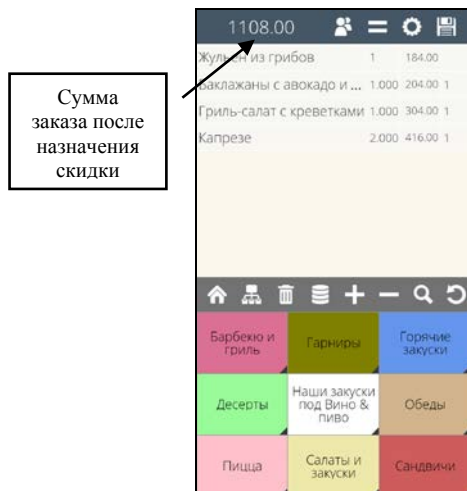 Сумма
заказа после
назначения
скидки
1108.00
Жульен из грибов 1 184.00
Баклажаны с авокадо и ... 1.000 204.00 1
Гриль-салат с креветками 1.000 304.00 1
Капрезе 2.000 416.00 1
Барбекю и
гриль
Гарниры
Горячие
закуски
Десерты
Наши закуски
под Вино &
пиво
Обеды
Пицца
Салаты и
закуски
Сандвичи